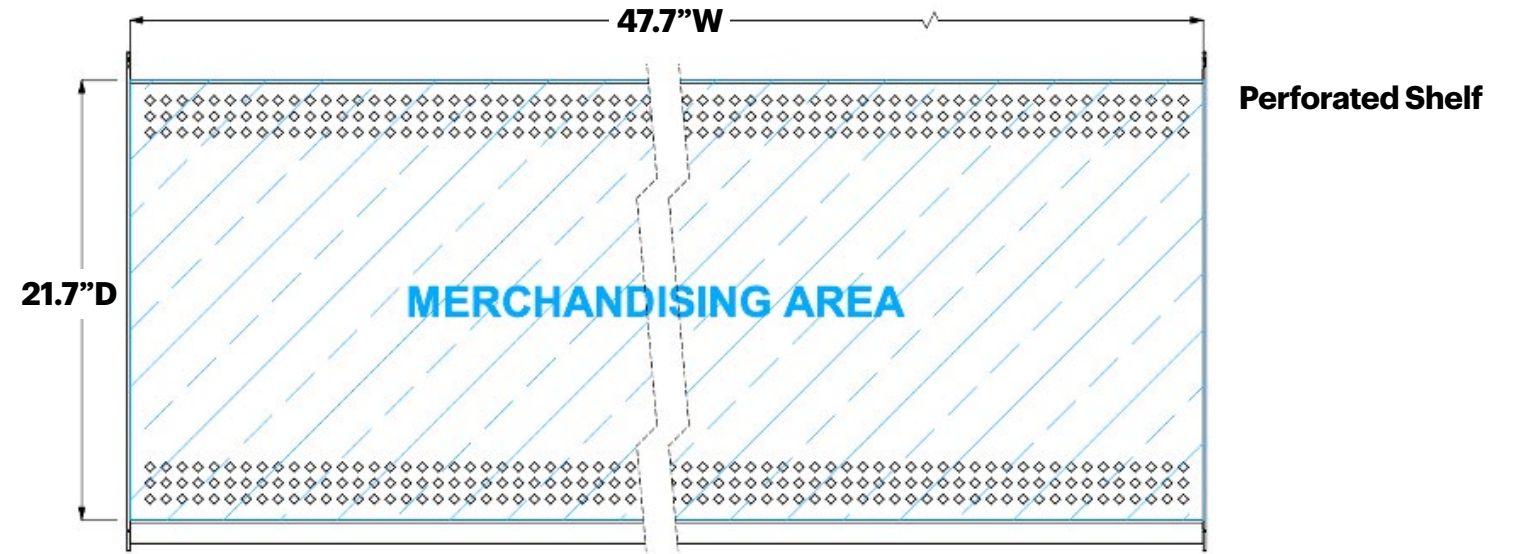 47.7”W
Perforated Shelf
21.7”D
MERCHANDISING AREA